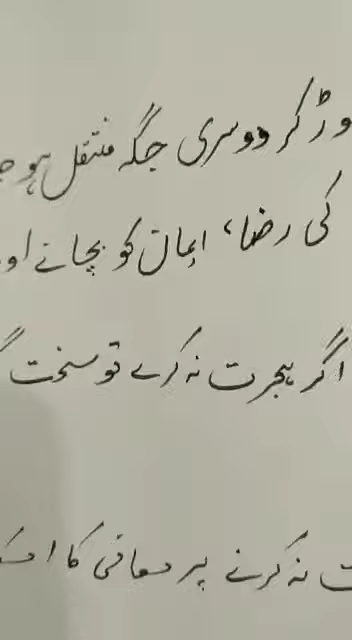 وڑ کر دوسری جگہ منتقل ہو
کی رضا، ایمان کو بچانے او
اگر ہجرت نہ کرے تو سخت
ت نہ کرنے پر معافی کا